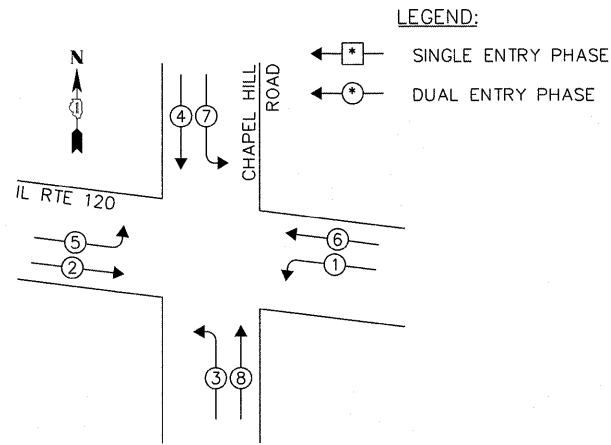 LEGEND:
* SINGLE ENTRY PHASE
* DUAL ENTRY PHASE
N
CHAPEL HILL
ROAD
IL RTE 120
4 7
5
2
6
1
3 8